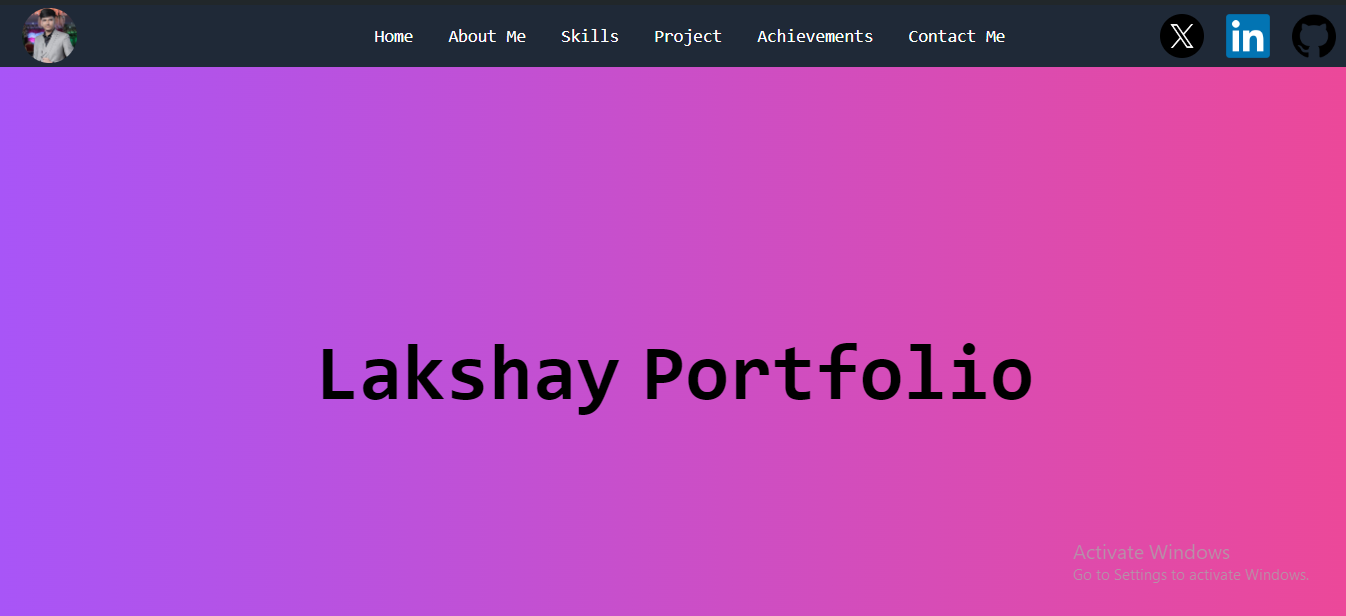 Home About Me Skills Project Achievements Contact Me X in
Lakshay Portfolio
Activate Windows
Go to Settings to activate Windows.